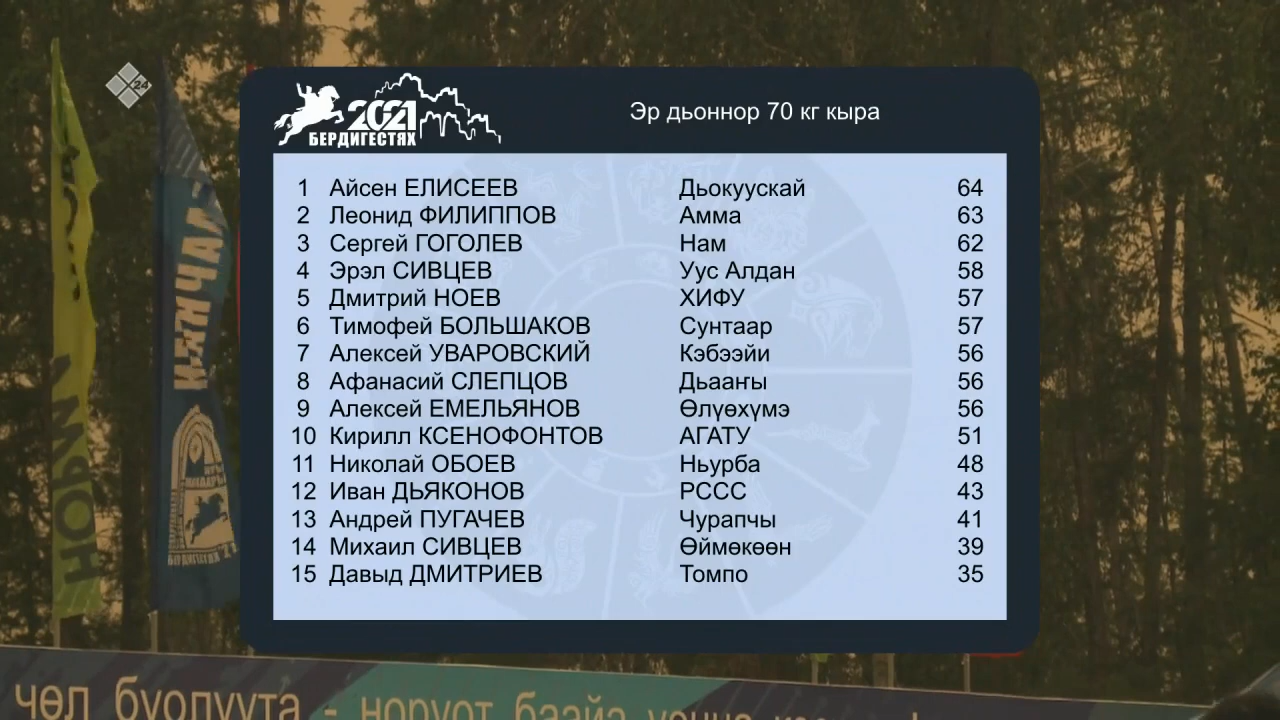 24
2021
БЕРДИГЕСТЯХ
Эр дьоннор 70 кг кыра
1 Айсен ЕЛИСЕЕВ Дьокуускай 64
2 Леонид ФИЛИППОВ Амма 63
3 Сергей ГОГОЛЕВ Нам 62
4 Эрэл СИВЦЕВ Уус Алдан 58
5 Дмитрий НОЕВ ХИФУ 57
6 Тимофей БОЛЬШАКОВ Сунтаар 57
7 Алексей УВАРОВСКИЙ Кэбээйи 56
8 Афанасий СЛЕПЦОВ Дьааҥы 56
9 Алексей ЕМЕЛЬЯНОВ Өлүөхүмэ 56
10 Кирилл КСЕНОФОНТОВ АГАТУ 51
11 Николай ОБОЕВ Ньурба 48
12 Иван ДЬЯКОНОВ РССС 43
13 Андрей ПУГАЧЕВ Чурапчы 41
14 Михаил СИВЦЕВ Өймөкөөн 39
15 Давыд ДМИТРИЕВ Томпо 35
чөл буолуута - норуот баайа